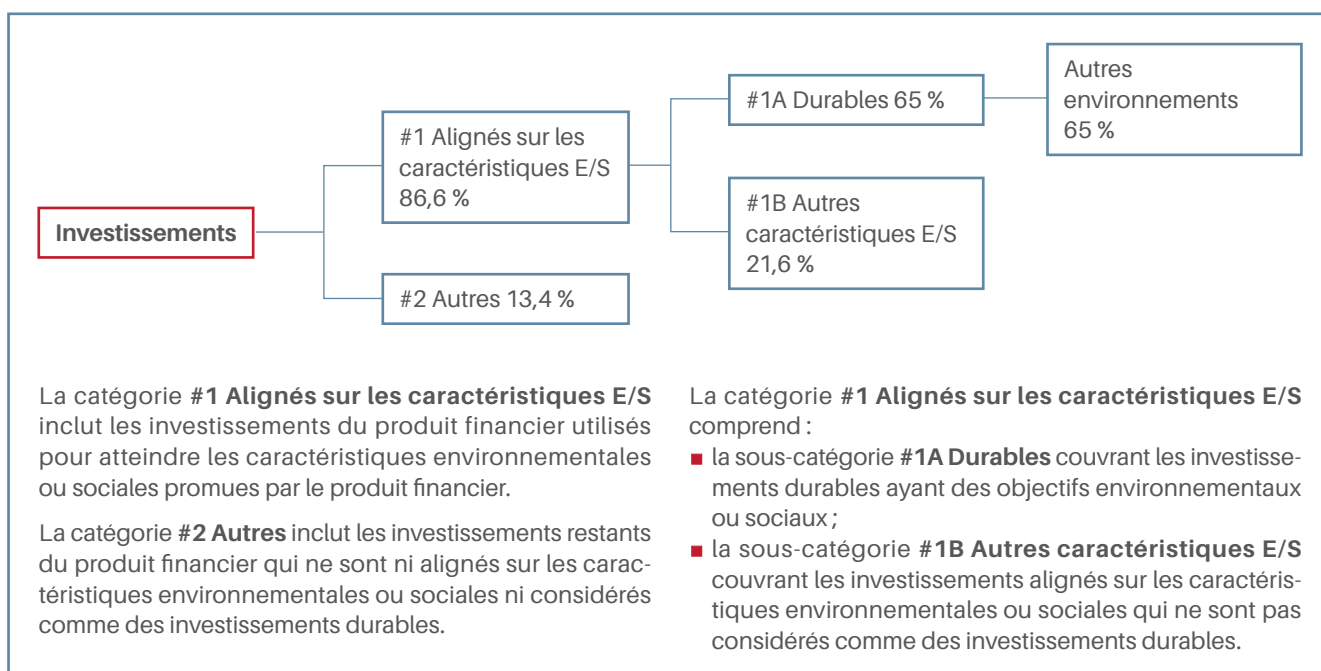 Investissements
#1 Alignés sur les
caractéristiques E/S
86,6 %
#2 Autres 13,4 %
#1A Durables 65 %
#1B Autres
caractéristiques E/S
21,6 %
Autres
environnements
65 %
La catégorie #1 Alignés sur les caractéristiques E/S
inclut les investissements du produit financier utilisés
pour atteindre les caractéristiques environnementales
ou sociales promues par le produit financier.
La catégorie #2 Autres inclut les investissements restants
du produit financier qui ne sont ni alignés sur les carac-
téristiques environnementales ou sociales ni considérés
comme des investissements durables.
La catégorie #1 Alignés sur les caractéristiques E/S
comprend :
■ la sous-catégorie #1A Durables couvrant les investisse-
ments durables ayant des objectifs environnementaux
ou sociaux ;
■ la sous-catégorie #1B Autres caractéristiques E/S
couvrant les investissements alignés sur les caractéris-
tiques environnementales ou sociales qui ne sont pas
considérés comme des investissements durables.